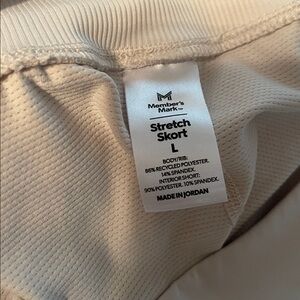 Member's
Mark™
Stretch
Skort
L
BODY/RIB:
86% RECYCLED POLYESTER,
14% SPANDEX.
INTERIOR SHORT:
90% POLYESTER. 10% SPANDEX.
MADE IN JORDAN